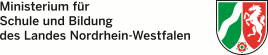 Ministerium für
Schule und Bildung
des Landes Nordrhein-Westfalen